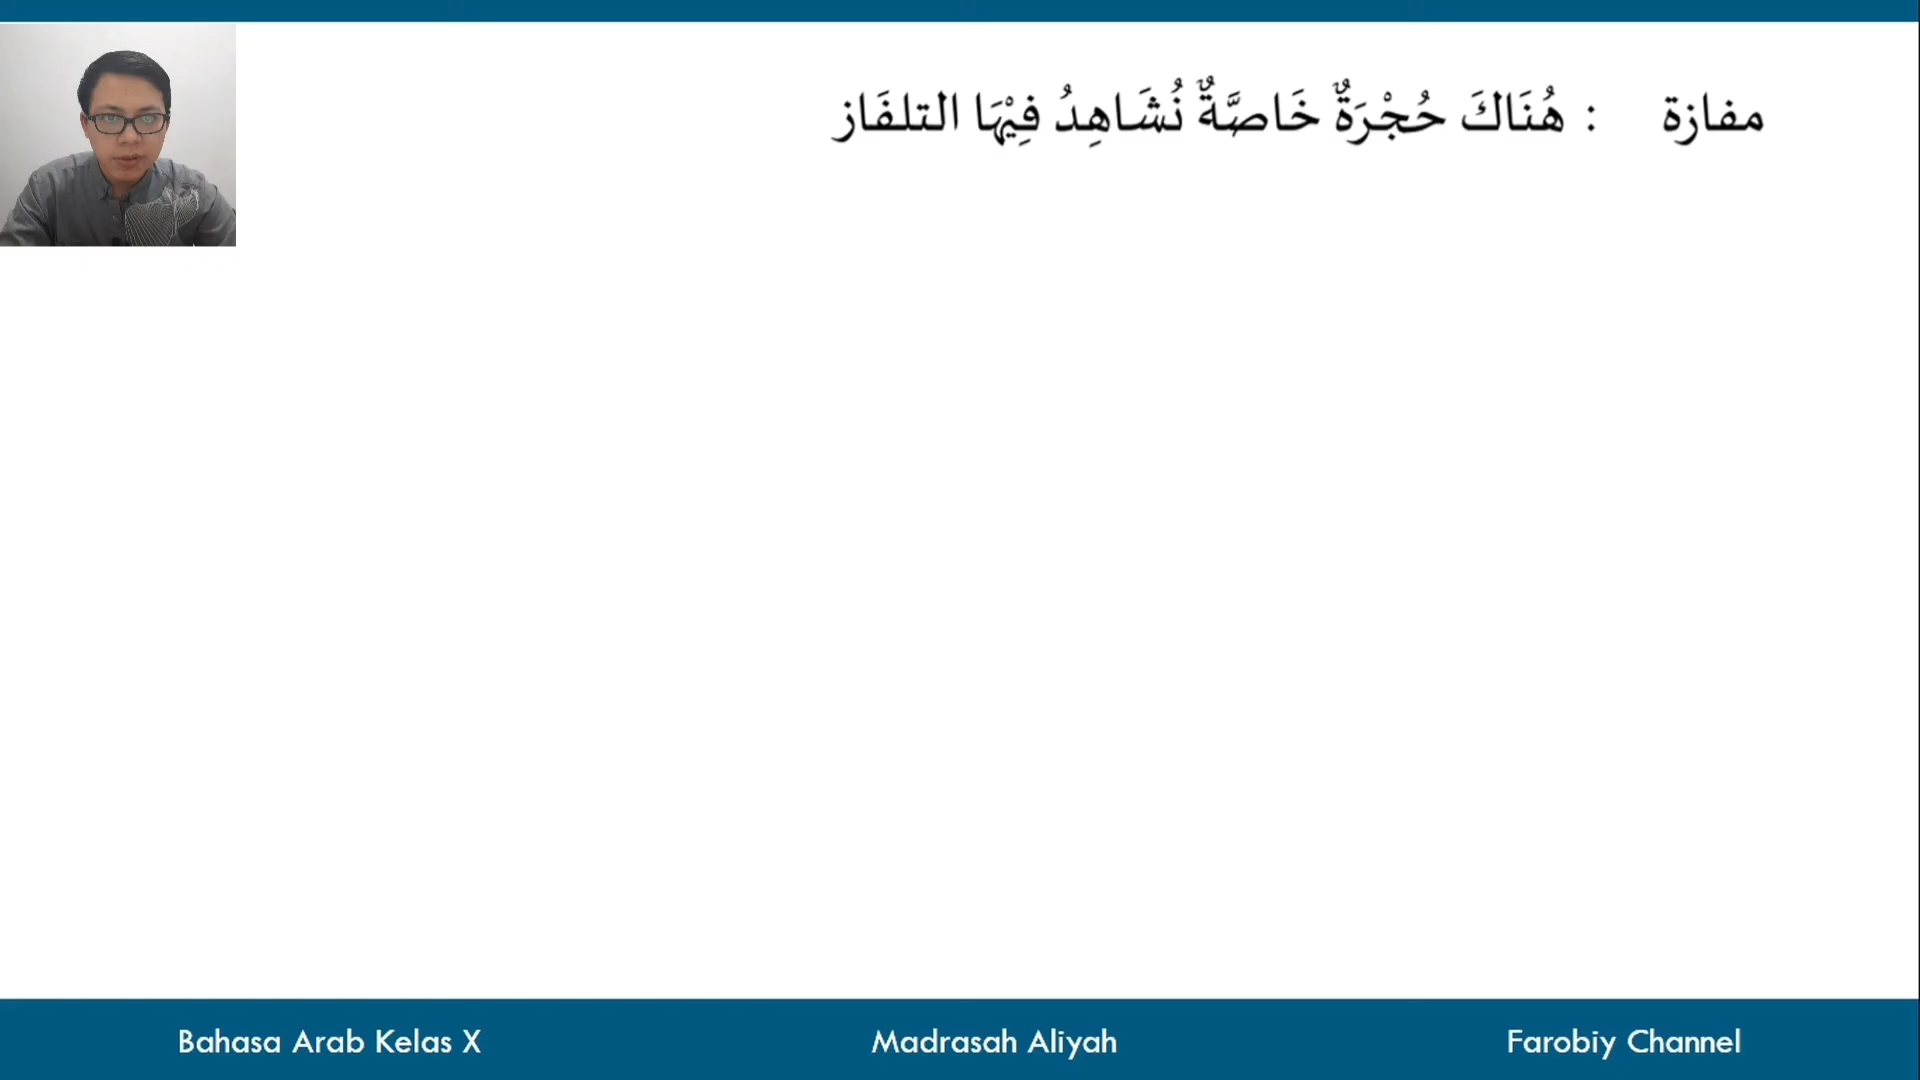 مفازة : هُنَاكَ حُجْرَةٌ خَاصَّةٌ نُشَاهِدُ فِيْهَا التلفَاز
Bahasa Arab Kelas X
Madrasah Aliyah
Farobiy Channel